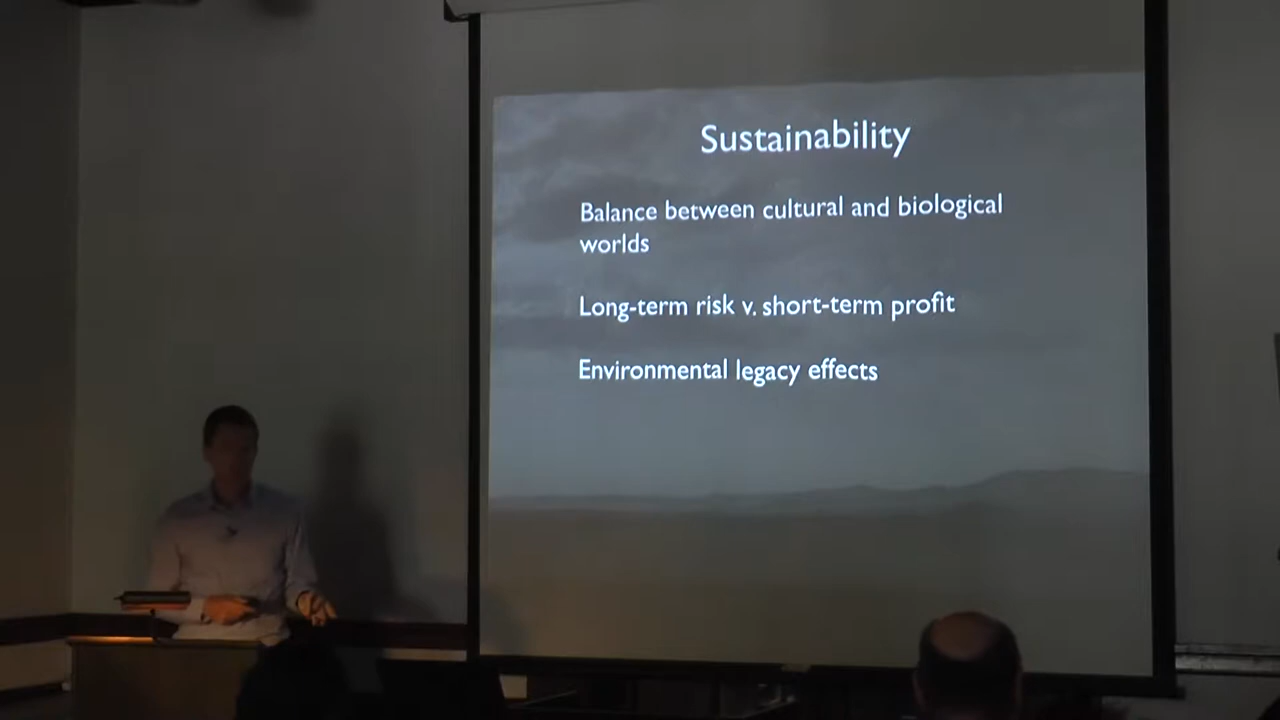 Sustainability
Balance between cultural and biological
worlds
Long-term risk v. short-term profit
Environmental legacy effects